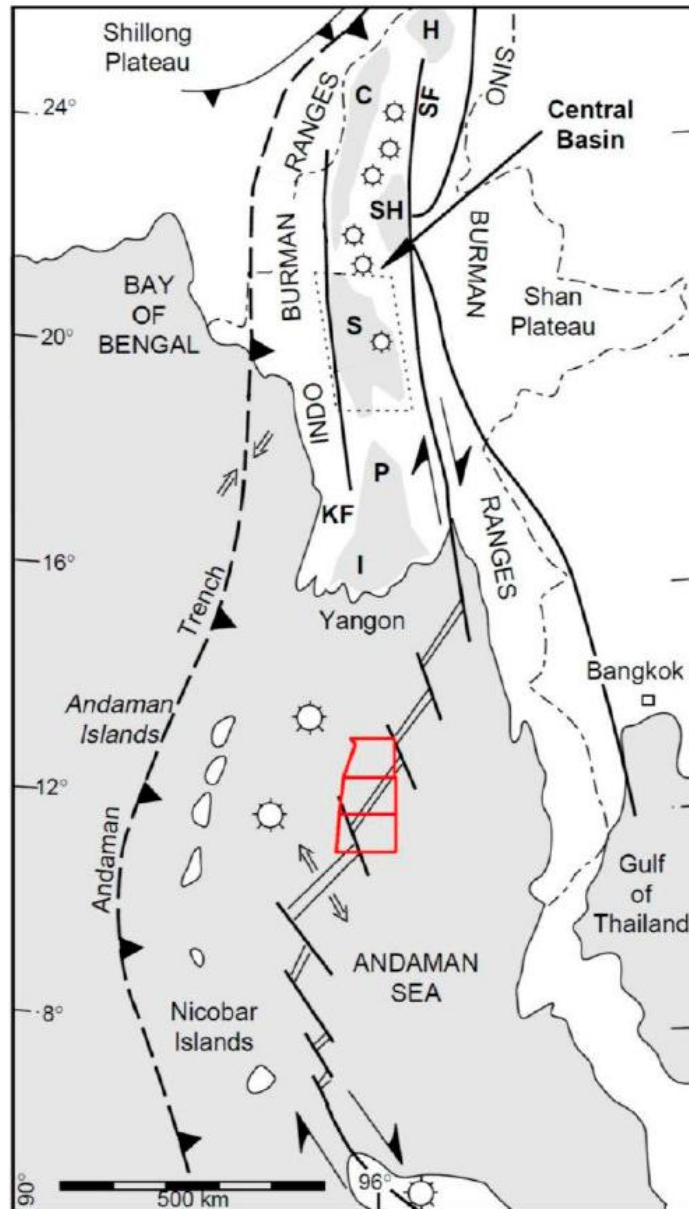 Shillong
Plateau
H
SINO
24°
RANGES
C
SF
Central
Basin
SH
BURMAN
BURMAN
BAY
OF
BENGAL
Shan
Plateau
20°
S
INDO
P
KF
RANGES
16°
I
Trench
Yangon
Bangkok
Andaman
Islands
12°
Andaman
Gulf
of
Thailand
ANDAMAN
SEA
8°
Nicobar
Islands
90°
500 km
96°